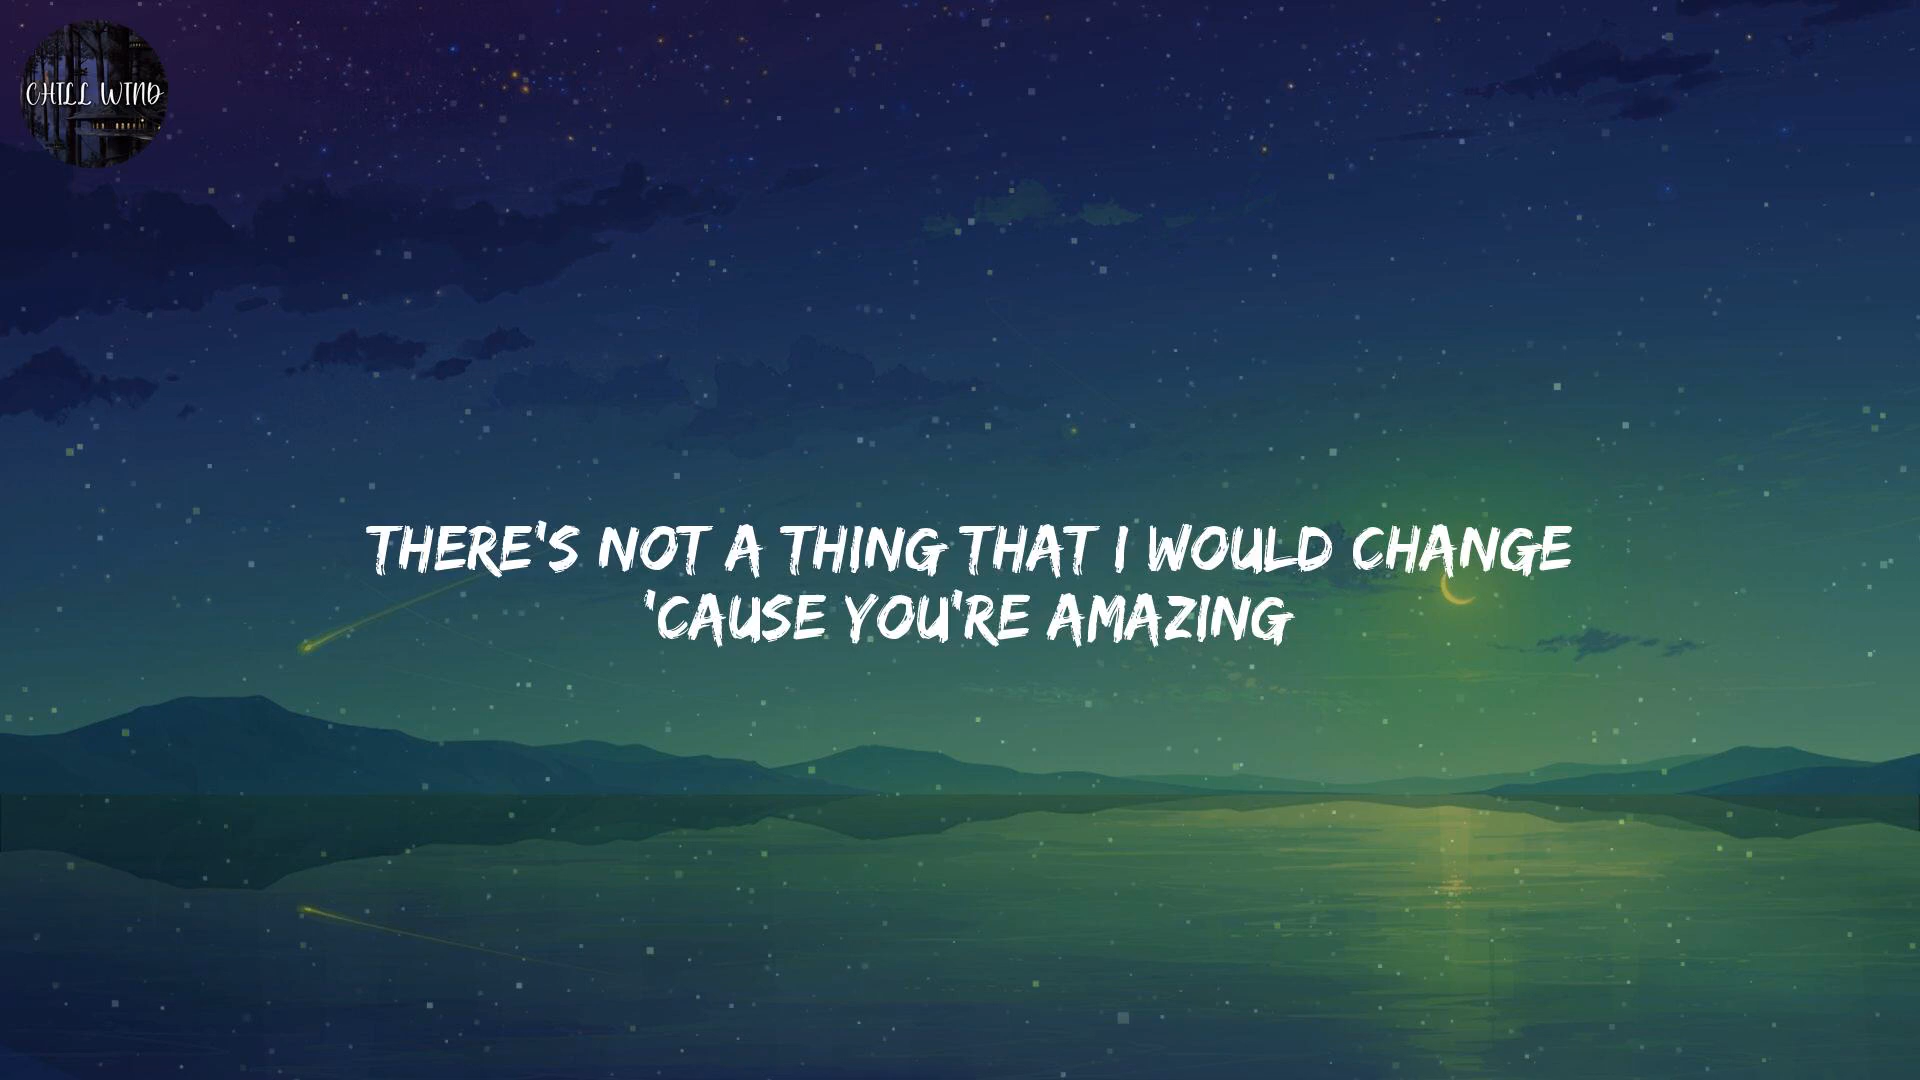 CHILL WIND
THERE'S NOT A THING THAT I WOULD CHANGE
'CAUSE YOU'RE AMAZING